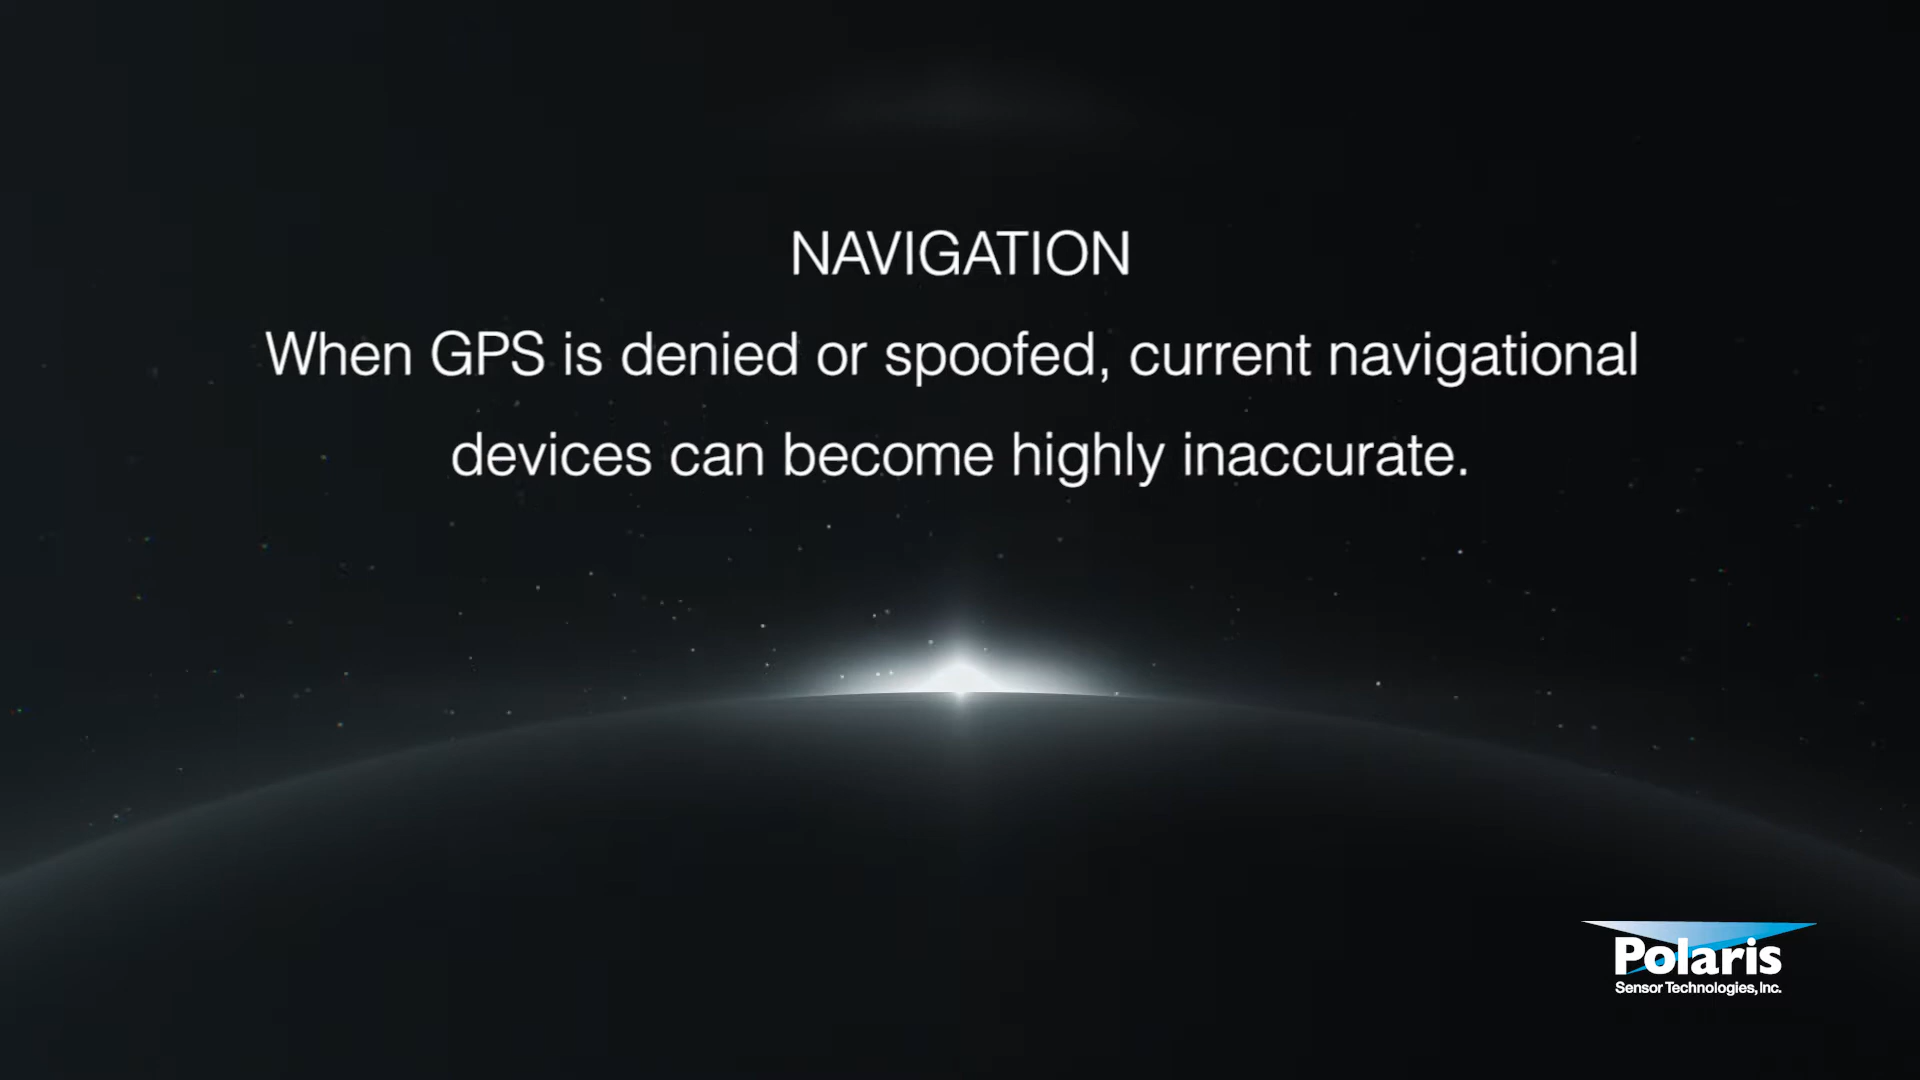 NAVIGATION
When GPS is denied or spoofed, current navigational
devices can become highly inaccurate.
Polaris
Sensor Technologies, Inc.